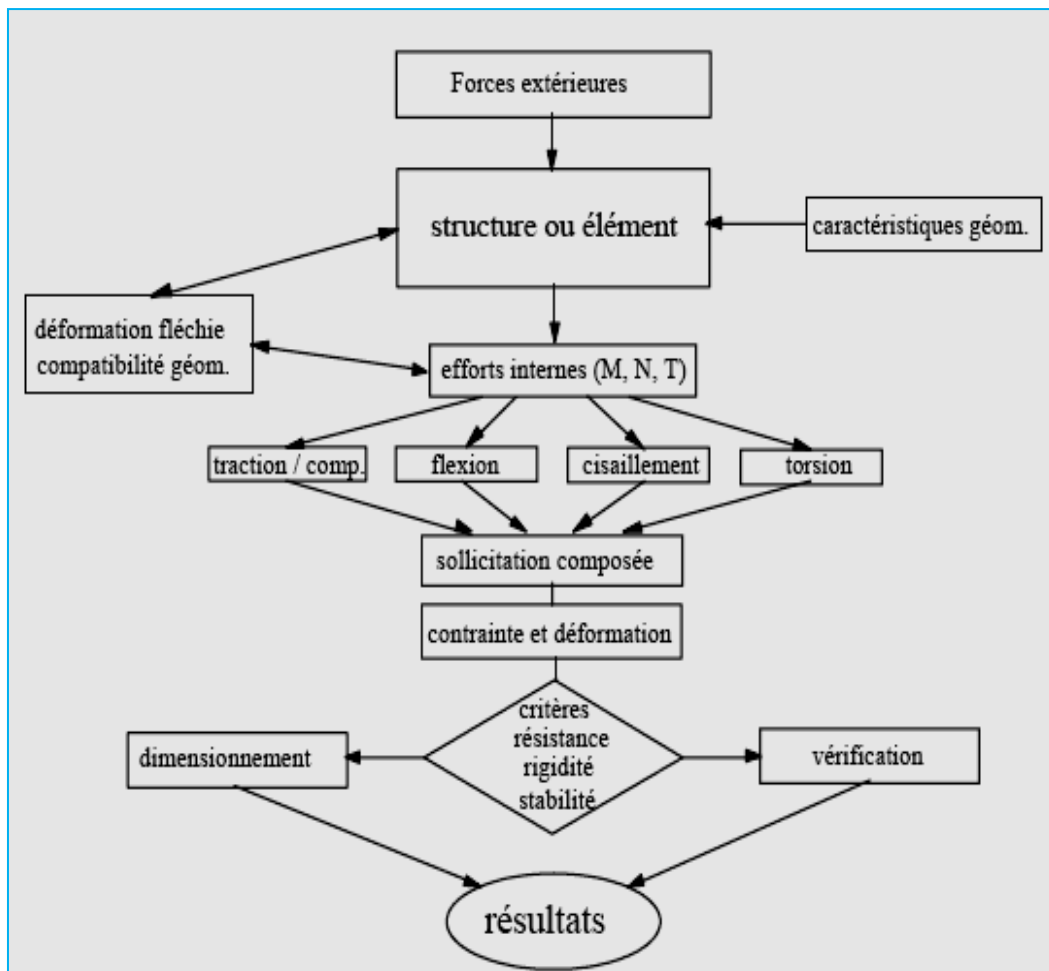 Forces extérieures
structure ou élément
caractéristiques géom.
déformation fléchie
compatibilité géom.
efforts internes (M, N, T)
traction / comp.
flexion
cisaillement
torsion
sollicitation composée
contrainte et déformation
critères
résistance
rigidité
stabilité
dimensionnement
vérification
résultats